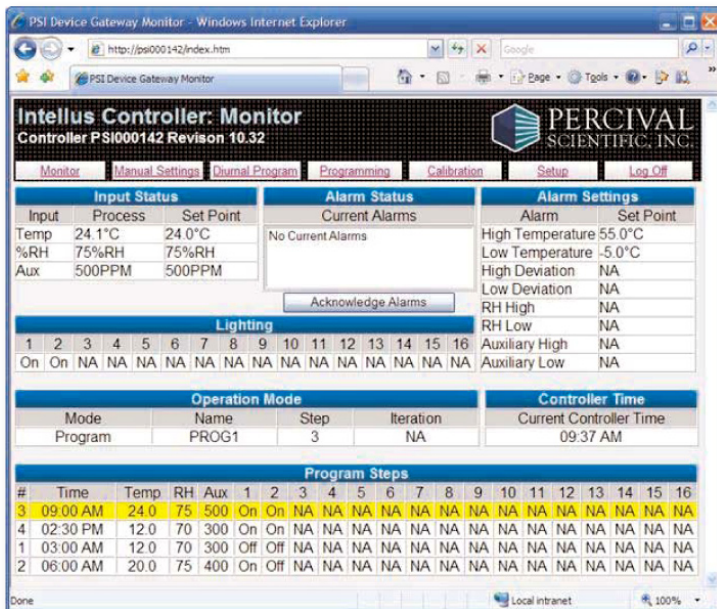 PSI Device Gateway Monitor - Windows Internet Explorer
http://psi000142/index.htm
Google
PSI Device Gateway Monitor
Page
Tools
Intellus Controller: Monitor
Controller PSI000142 Revison 10.32
PERCIVAL
SCIENTIFIC, INC.
Monitor Manual Settings Diurnal Program Programming Calibration Setup Log Off
Input Status
Input Process Set Point
Temp 24.1°C 24.0°C
%RH 75%RH 75%RH
Aux 500PPM 500PPM
Alarm Status
Current Alarms
No Current Alarms
Acknowledge Alarms
Alarm Settings
Alarm Set Point
High Temperature 55.0°C
Low Temperature -5.0°C
High Deviation NA
Low Deviation NA
RH High NA
RH Low NA
Auxiliary High NA
Auxiliary Low NA
Lighting
1 2 3 4 5 6 7 8 9 10 11 12 13 14 15 16
On On NA NA NA NA NA NA NA NA NA NA NA NA NA NA
Operation Mode
Mode Name Step Iteration
Program PROG1 3 NA
Controller Time
Current Controller Time
09:37 AM
Program Steps
# Time Temp RH Aux 1 2 3 4 5 6 7 8 9 10 11 12 13 14 15 16
3 09:00 AM 24.0 75 500 On On NA NA NA NA NA NA NA NA NA NA NA NA NA NA
4 02:30 PM 12.0 70 300 On On NA NA NA NA NA NA NA NA NA NA NA NA NA NA
1 03:00 AM 12.0 70 300 Off Off NA NA NA NA NA NA NA NA NA NA NA NA NA NA
2 06:00 AM 20.0 75 400 On Off NA NA NA NA NA NA NA NA NA NA NA NA NA NA
Done
Local intranet
100%